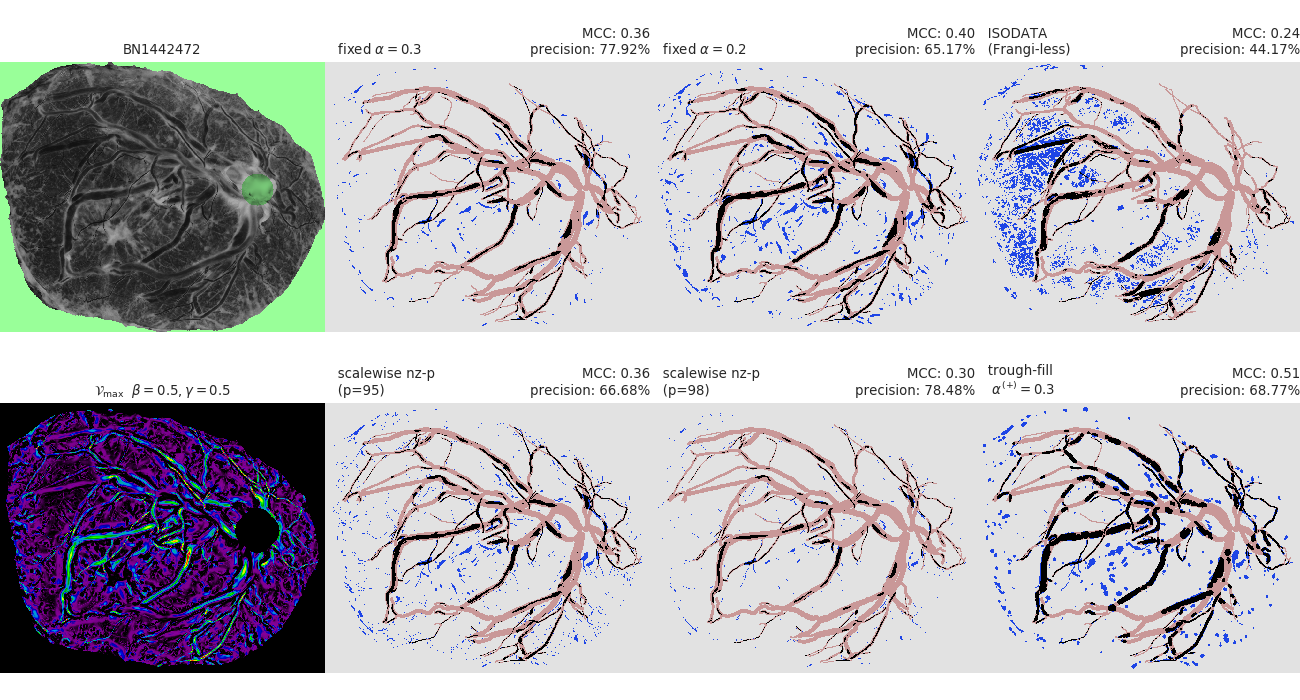 BN1442472
fixed α = 0.3
MCC: 0.36
precision: 77.92%
fixed α = 0.2
MCC: 0.40
precision: 65.17%
ISODATA
(Frangi-less)
MCC: 0.24
precision: 44.17%
𝒱max β = 0.5, γ = 0.5
scalewise nz-p
(p=95)
MCC: 0.36
precision: 66.68%
scalewise nz-p
(p=98)
MCC: 0.30
precision: 78.48%
trough-fill
α(+) = 0.3
MCC: 0.51
precision: 68.77%